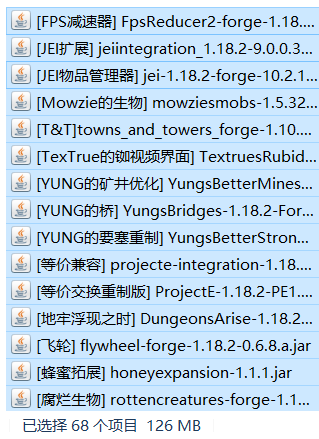 [FPS减速器] FpsReducer2-forge-1.18....
[JEI扩展] jeiintegration_1.18.2-9.0.0.3...
[JEI物品管理器] jei-1.18.2-forge-10.2.1...
[Mowzie的生物] mowziesmobs-1.5.32...
[T&T]towns_and_towers_forge-1.10....
[TexTrue的铷视频界面] TextruesRubid...
[YUNG的矿井优化] YungsBetterMines...
[YUNG的桥] YungsBridges-1.18.2-For...
[YUNG的要塞重制] YungsBetterStron...
[等价兼容] projecte-integration-1.18....
[等价交换重制版] ProjectE-1.18.2-PE1....
[地牢浮现之时] DungeonsArise-1.18.2...
[飞轮] flywheel-forge-1.18.2-0.6.8.a.jar
[蜂蜜拓展] honeyexpansion-1.1.1.jar
[腐烂生物] rottencreatures-forge-1.1...
已选择 68 个项目 126 MB